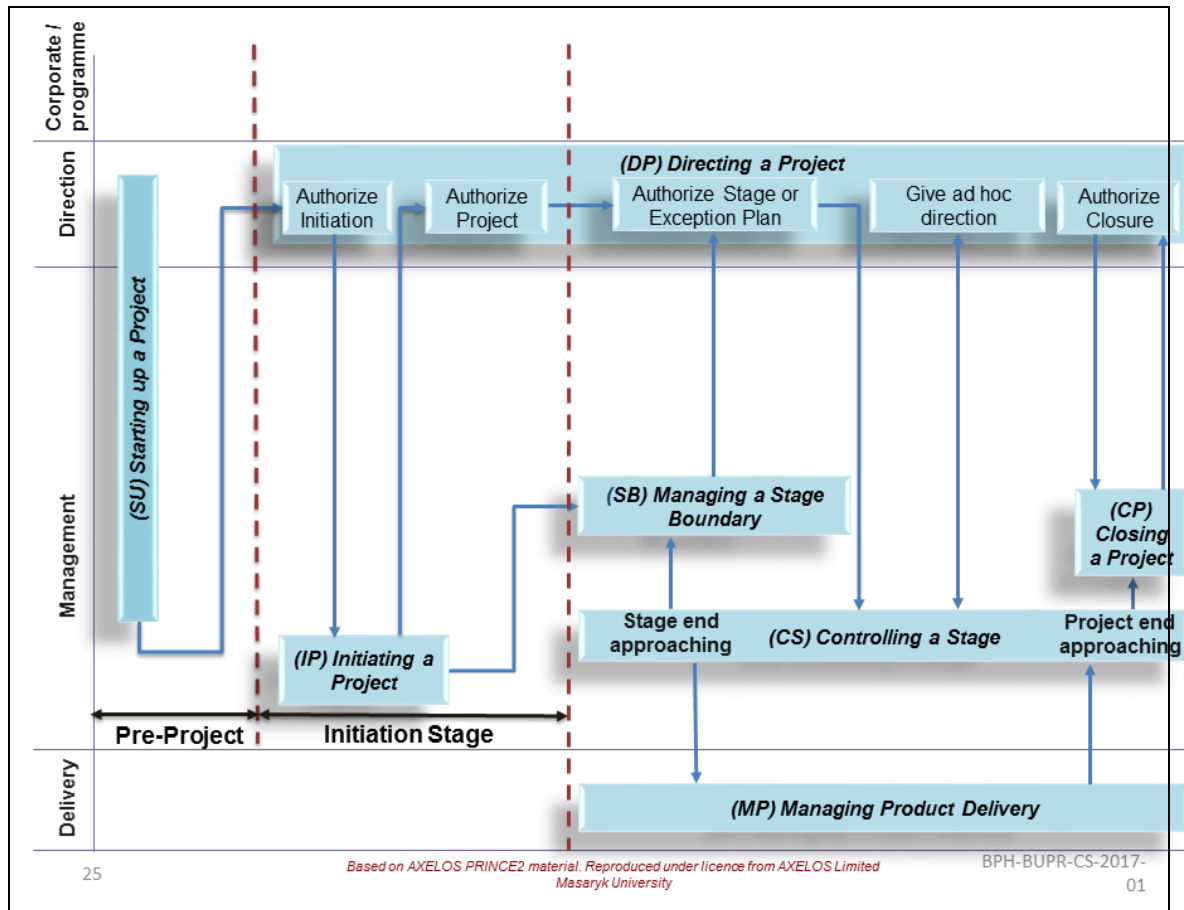 Corporate /
programme
Direction
Management
Delivery
(DP) Directing a Project
Authorize
Initiation
Authorize
Project
Authorize Stage or
Exception Plan
Give ad hoc
direction
Authorize
Closure
(SU) Starting up a Project
(SB) Managing a Stage
Boundary
(CP)
Closing
a Project
Stage end
approaching
(CS) Controlling a Stage
Project end
approaching
(IP) Initiating a
Project
Pre-Project
Initiation Stage
(MP) Managing Product Delivery
25
Based on AXELOS PRINCE2 material. Reproduced under licence from AXELOS Limited
Masaryk University
BPH-BUPR-CS-2017-
01